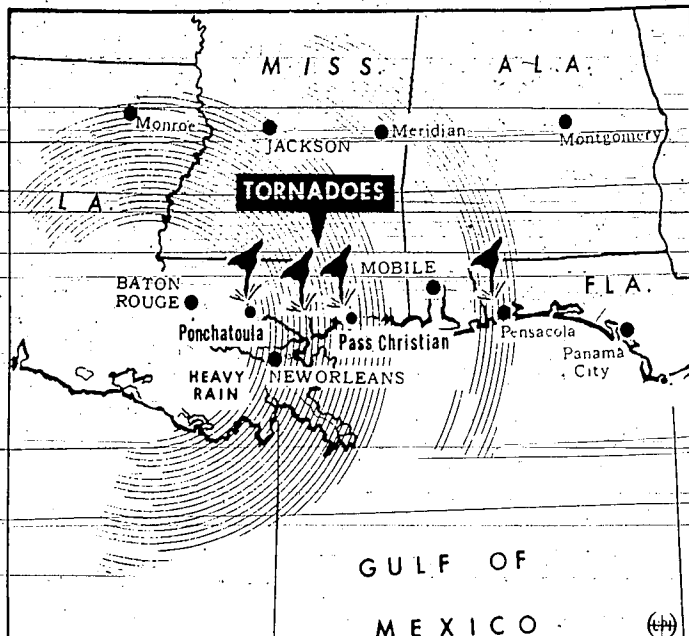 MISS.
ALA.
Monroe
JACKSON
Meridian
Montgomery
LA.
TORNADOES
BATON
ROUGE
MOBILE
FLA.
Ponchatoula
Pass Christian
Pensacola
Panama
City
HEAVY
RAIN
NEW ORLEANS
GULF OF
MEXICO
UPI